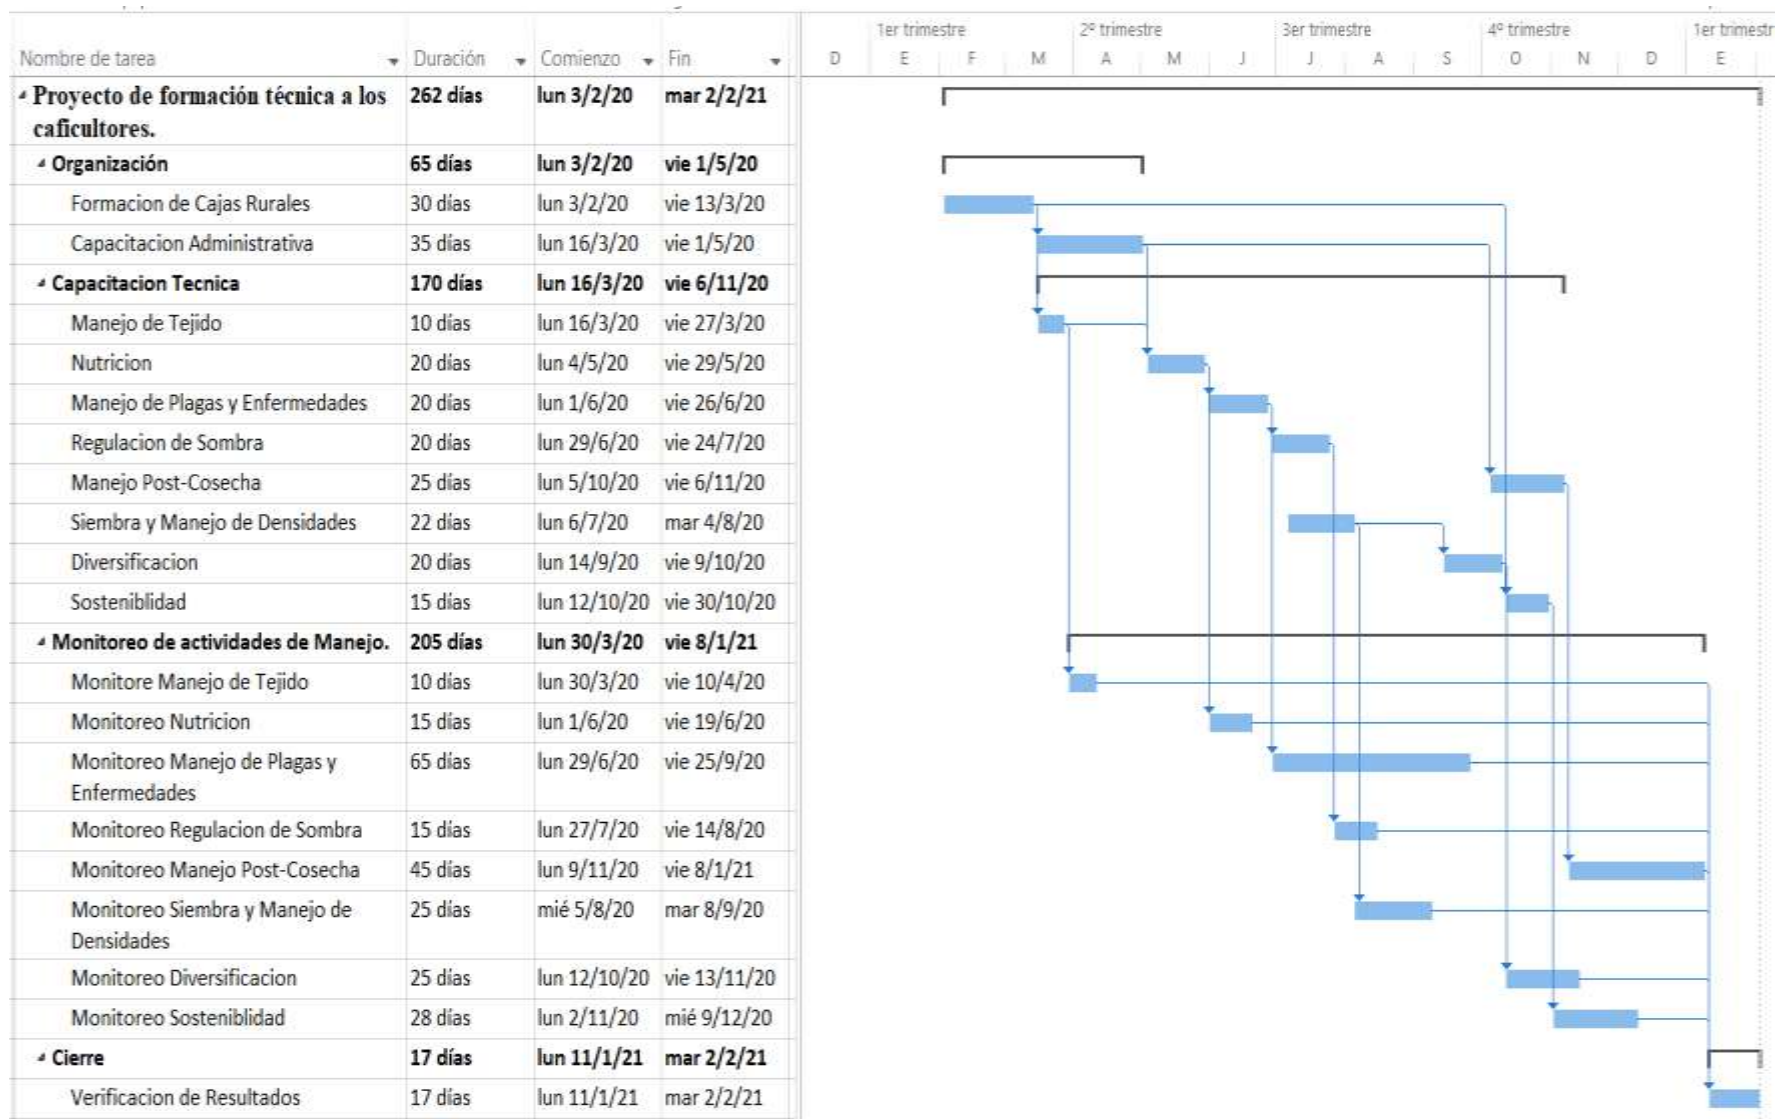 1er trimestre 2º trimestre 3er trimestre 4º trimestre 1er trimestr
Nombre de tarea Duración Comienzo Fin D E F M A M J J A S O N D E
Proyecto de formación técnica a los 262 días lun 3/2/20 mar 2/2/21
caficultores.
Organización 65 días lun 3/2/20 vie 1/5/20
Formacion de Cajas Rurales 30 días lun 3/2/20 vie 13/3/20
Capacitacion Administrativa 35 días lun 16/3/20 vie 1/5/20
Capacitacion Tecnica 170 días lun 16/3/20 vie 6/11/20
Manejo de Tejido 10 días lun 16/3/20 vie 27/3/20
Nutricion 20 días lun 4/5/20 vie 29/5/20
Manejo de Plagas y Enfermedades 20 días lun 1/6/20 vie 26/6/20
Regulacion de Sombra 20 días lun 29/6/20 vie 24/7/20
Manejo Post-Cosecha 25 días lun 5/10/20 vie 6/11/20
Siembra y Manejo de Densidades 22 días lun 6/7/20 mar 4/8/20
Diversificacion 20 días lun 14/9/20 vie 9/10/20
Sosteniblidad 15 días lun 12/10/20 vie 30/10/20
Monitoreo de actividades de Manejo. 205 días lun 30/3/20 vie 8/1/21
Monitore Manejo de Tejido 10 días lun 30/3/20 vie 10/4/20
Monitoreo Nutricion 15 días lun 1/6/20 vie 19/6/20
Monitoreo Manejo de Plagas y 65 días lun 29/6/20 vie 25/9/20
Enfermedades
Monitoreo Regulacion de Sombra 15 días lun 27/7/20 vie 14/8/20
Monitoreo Manejo Post-Cosecha 45 días lun 9/11/20 vie 8/1/21
Monitoreo Siembra y Manejo de 25 días mié 5/8/20 mar 8/9/20
Densidades
Monitoreo Diversificacion 25 días lun 12/10/20 vie 13/11/20
Monitoreo Sosteniblidad 28 días lun 2/11/20 mié 9/12/20
Cierre 17 días lun 11/1/21 mar 2/2/21
Verificacion de Resultados 17 días lun 11/1/21 mar 2/2/21